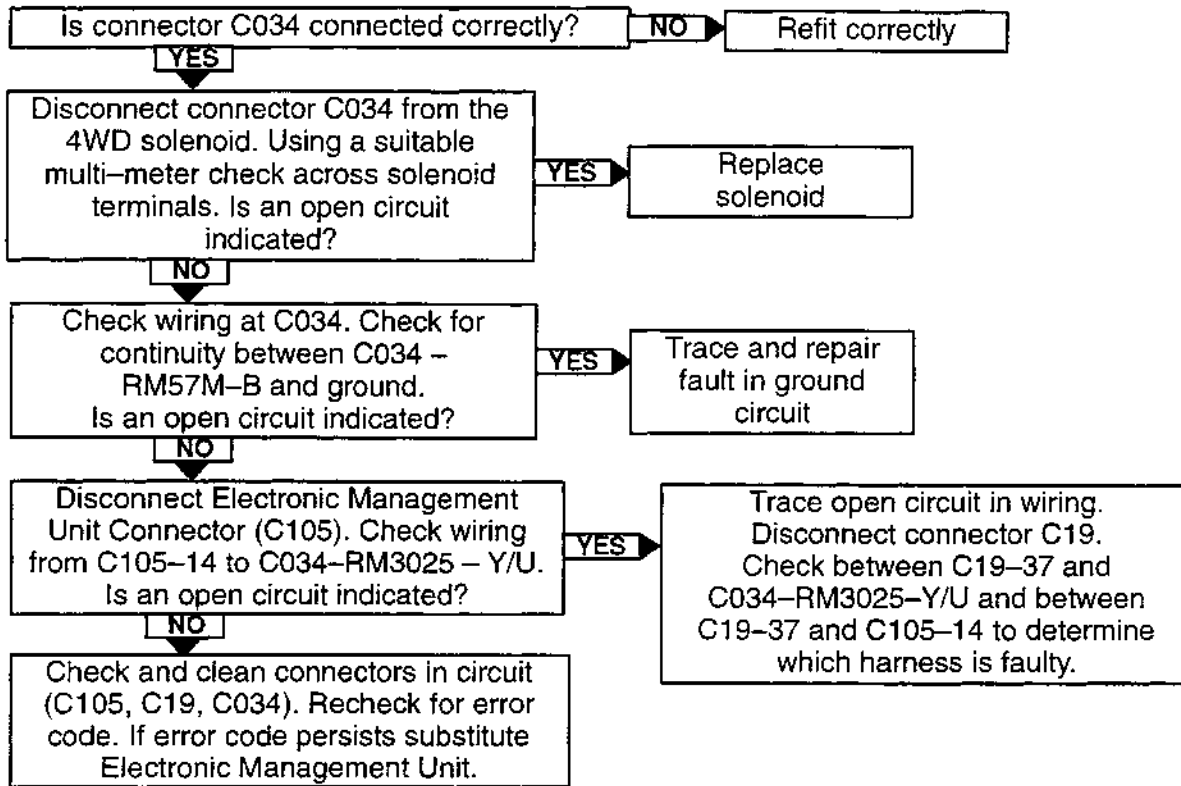 Is connector C034 connected correctly?
NO
Refit correctly
YES
Disconnect connector C034 from the
4WD solenoid. Using a suitable
multi–meter check across solenoid
terminals. Is an open circuit
indicated?
YES
Replace
solenoid
NO
Check wiring at C034. Check for
continuity between C034 –
RM57M–B and ground.
Is an open circuit indicated?
YES
Trace and repair
fault in ground
circuit
NO
Disconnect Electronic Management
Unit Connector (C105). Check wiring
from C105–14 to C034–RM3025 – Y/U.
Is an open circuit indicated?
YES
Trace open circuit in wiring.
Disconnect connector C19.
Check between C19–37 and
C034–RM3025–Y/U and between
C19–37 and C105–14 to determine
which harness is faulty.
NO
Check and clean connectors in circuit
(C105, C19, C034). Recheck for error
code. If error code persists substitute
Electronic Management Unit.